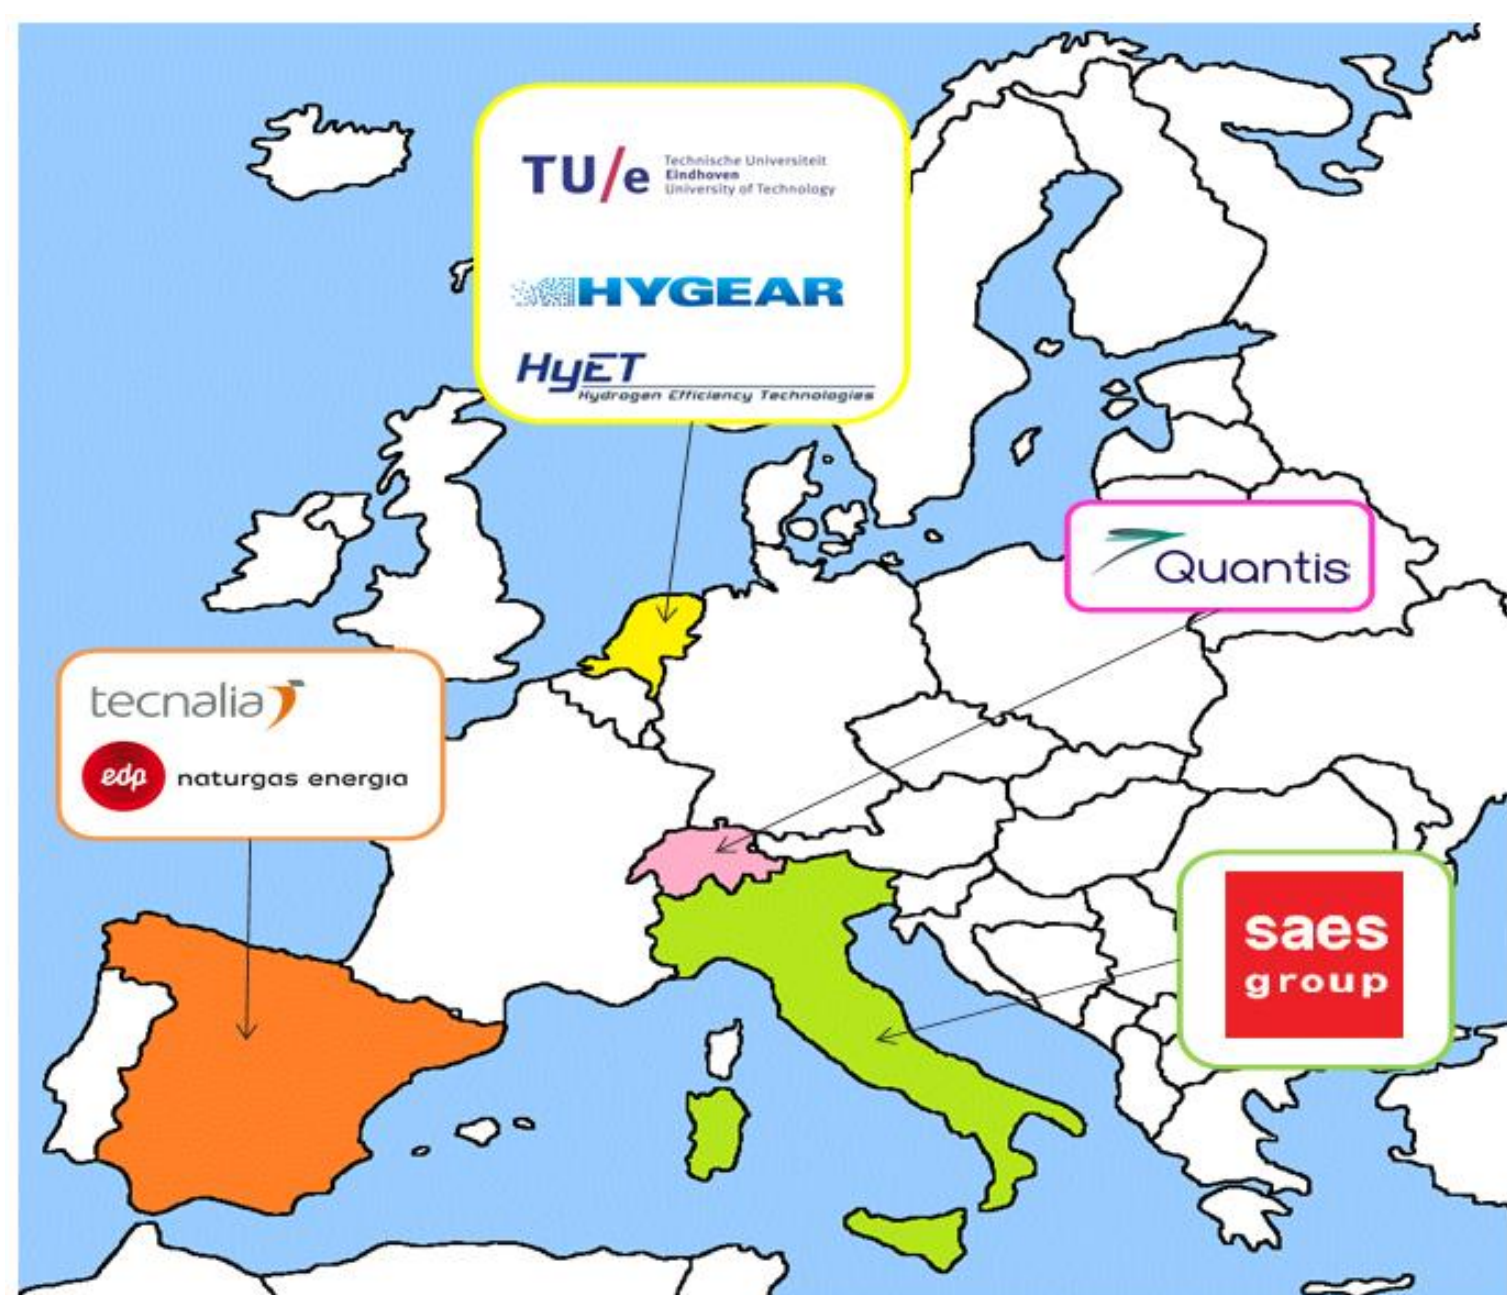 TU/e
Technische Universiteit
Eindhoven
University of Technology
HYGEAR
HyET
Hydrogen Efficiency Technologies
Quantis
tecnalia
edp naturgas energia
saes
group